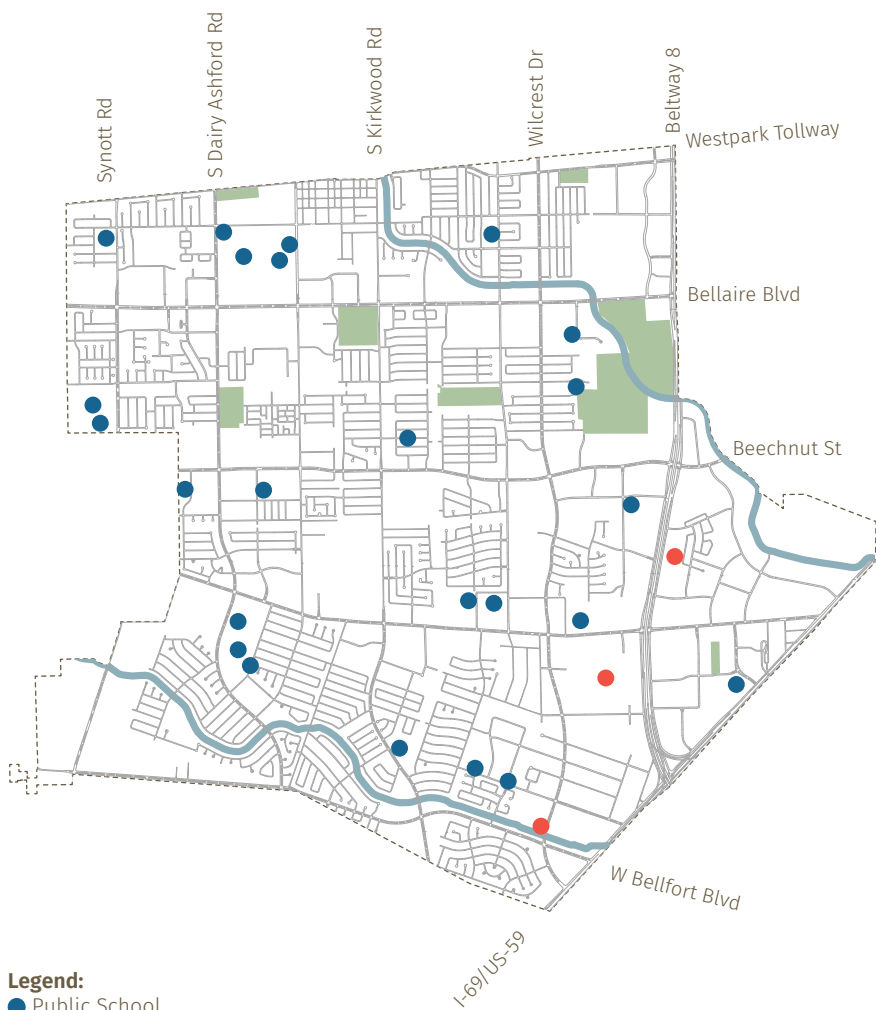 Synott Rd
S Dairy Ashford Rd
S Kirkwood Rd
Wilcrest Dr
Beltway 8
Westpark Tollway
Bellaire Blvd
Beechnut St
W Bellfort Blvd
I-69/US-59
Legend:
Public School